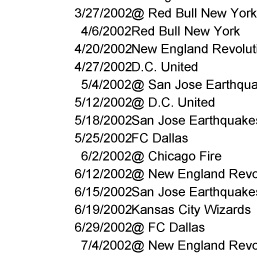 3/27/2002@ Red Bull New York
4/6/2002Red Bull New York
4/20/2002New England Revolut
4/27/2002D.C. United
5/4/2002@ San Jose Earthqua
5/12/2002@ D.C. United
5/18/2002San Jose Earthquake
5/25/2002FC Dallas
6/2/2002@ Chicago Fire
6/12/2002@ New England Revo
6/15/2002San Jose Earthquake
6/19/2002Kansas City Wizards
6/29/2002@ FC Dallas
7/4/2002@ New England Revo